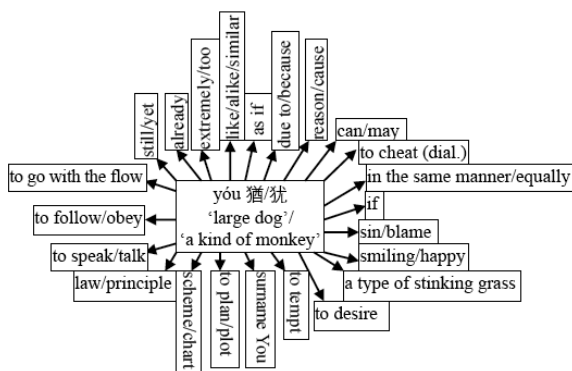 still/yet
already
extremely/too
like/alike/similar
as if
due to/because
reason/cause
can/may
to cheat (dial.)
in the same manner/equally
if
sin/blame
smiling/happy
a type of stinking grass
to desire
to tempt
surname You
to plan/plot
scheme/chart
law/principle
to speak/talk
to follow/obey
to go with the flow
yóu 猶/犹
‘large dog’/
‘a kind of monkey’